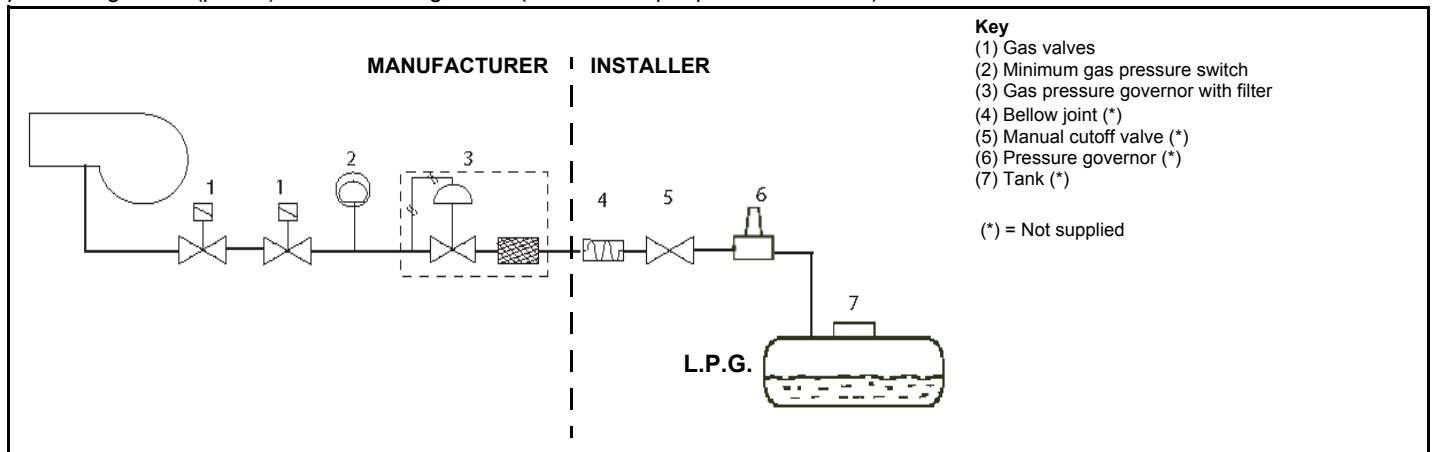 MANUFACTURER INSTALLER
1 1 2 3 4 5 6
7
L.P.G.
Key
(1) Gas valves
(2) Minimum gas pressure switch
(3) Gas pressure governor with filter
(4) Bellow joint (*)
(5) Manual cutoff valve (*)
(6) Pressure governor (*)
(7) Tank (*)
(*) = Not supplied